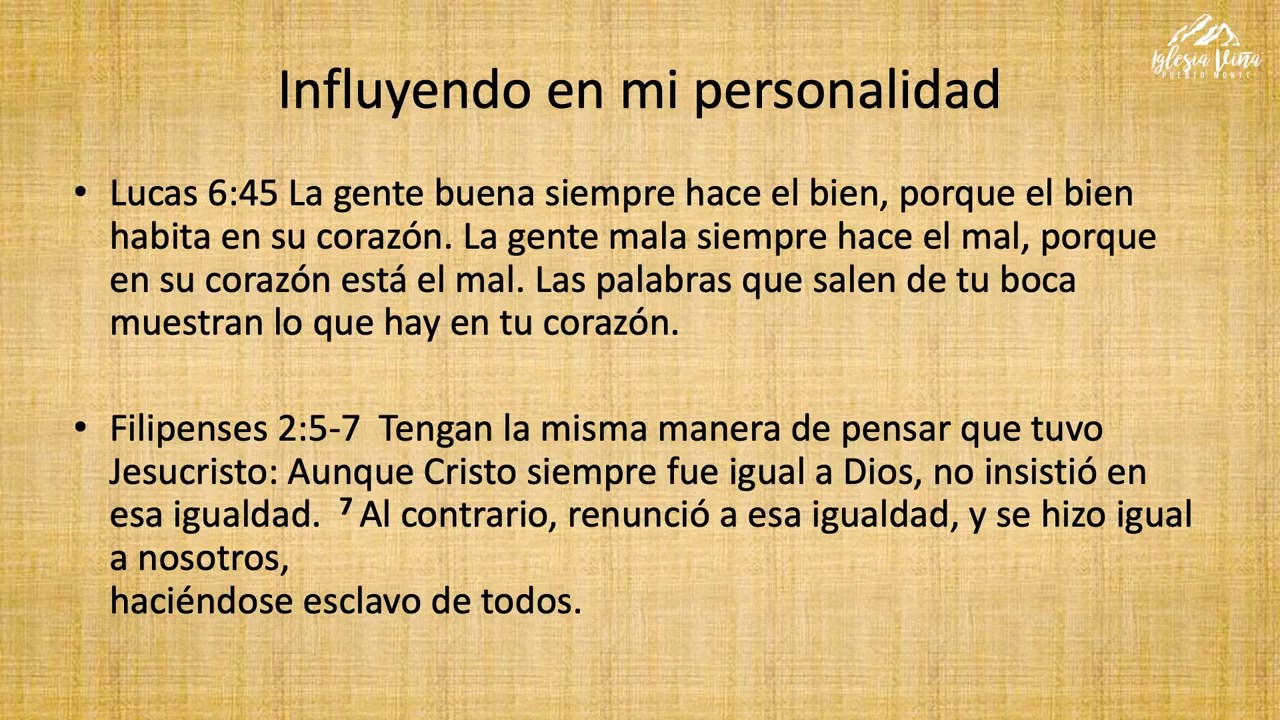 Iglesia Viña
PUERTO MONTT
Influyendo en mi personalidad
• Lucas 6:45 La gente buena siempre hace el bien, porque el bien
habita en su corazón. La gente mala siempre hace el mal, porque
en su corazón está el mal. Las palabras que salen de tu boca
muestran lo que hay en tu corazón.
• Filipenses 2:5-7 Tengan la misma manera de pensar que tuvo
Jesucristo: Aunque Cristo siempre fue igual a Dios, no insistió en
esa igualdad. ⁷ Al contrario, renunció a esa igualdad, y se hizo igual
a nosotros,
haciéndose esclavo de todos.